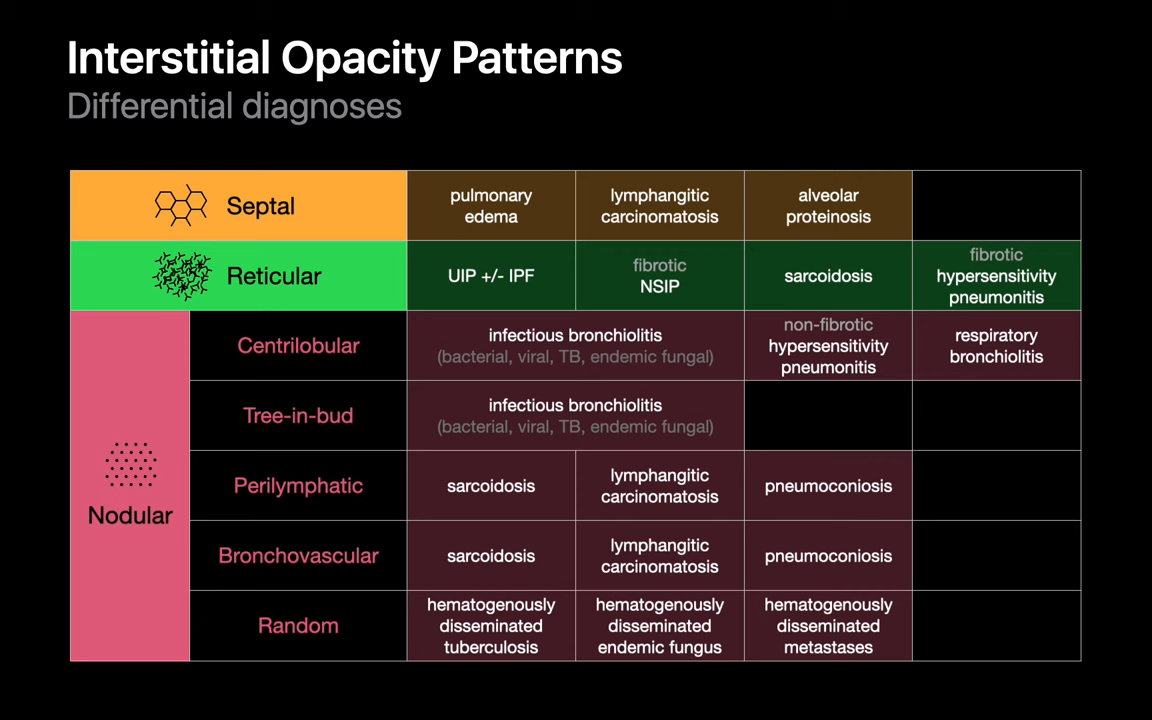 Interstitial Opacity Patterns
Differential diagnoses
Septal
pulmonary
edema
lymphangitic
carcinomatosis
alveolar
proteinosis
Reticular
UIP +/- IPF
fibrotic
NSIP
sarcoidosis
fibrotic
hypersensitivity
pneumonitis
Nodular
Centrilobular
infectious bronchiolitis
(bacterial, viral, TB, endemic fungal)
non-fibrotic
hypersensitivity
pneumonitis
respiratory
bronchiolitis
Tree-in-bud
infectious bronchiolitis
(bacterial, viral, TB, endemic fungal)
Perilymphatic
sarcoidosis
lymphangitic
carcinomatosis
pneumoconiosis
Bronchovascular
sarcoidosis
lymphangitic
carcinomatosis
pneumoconiosis
Random
hematogenously
disseminated
tuberculosis
hematogenously
disseminated
endemic fungus
hematogenously
disseminated
metastases